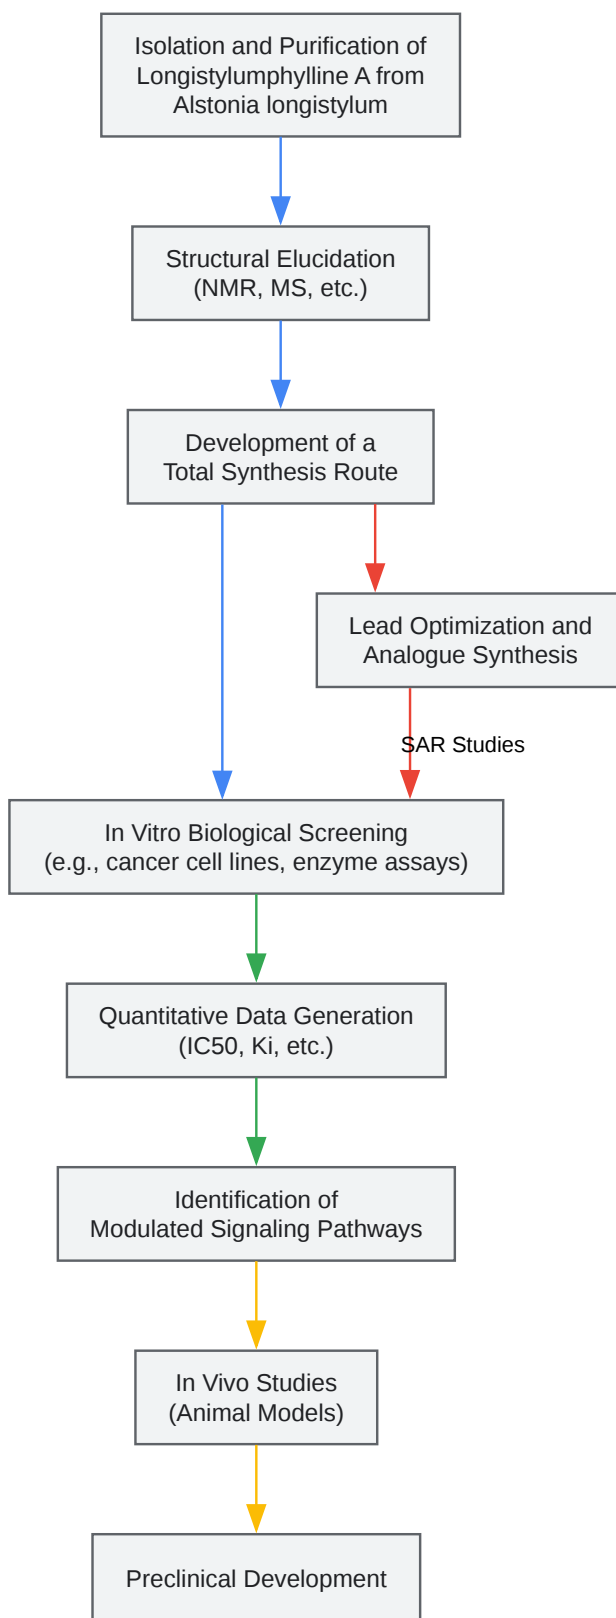 Isolation and Purification of
Longistylumphylline A from
Alstonia longistylum
Structural Elucidation
(NMR, MS, etc.)
Development of a
Total Synthesis Route
Lead Optimization and
Analogue Synthesis
SAR Studies
In Vitro Biological Screening
(e.g., cancer cell lines, enzyme assays)
Quantitative Data Generation
(IC50, Ki, etc.)
Identification of
Modulated Signaling Pathways
In Vivo Studies
(Animal Models)
Preclinical Development